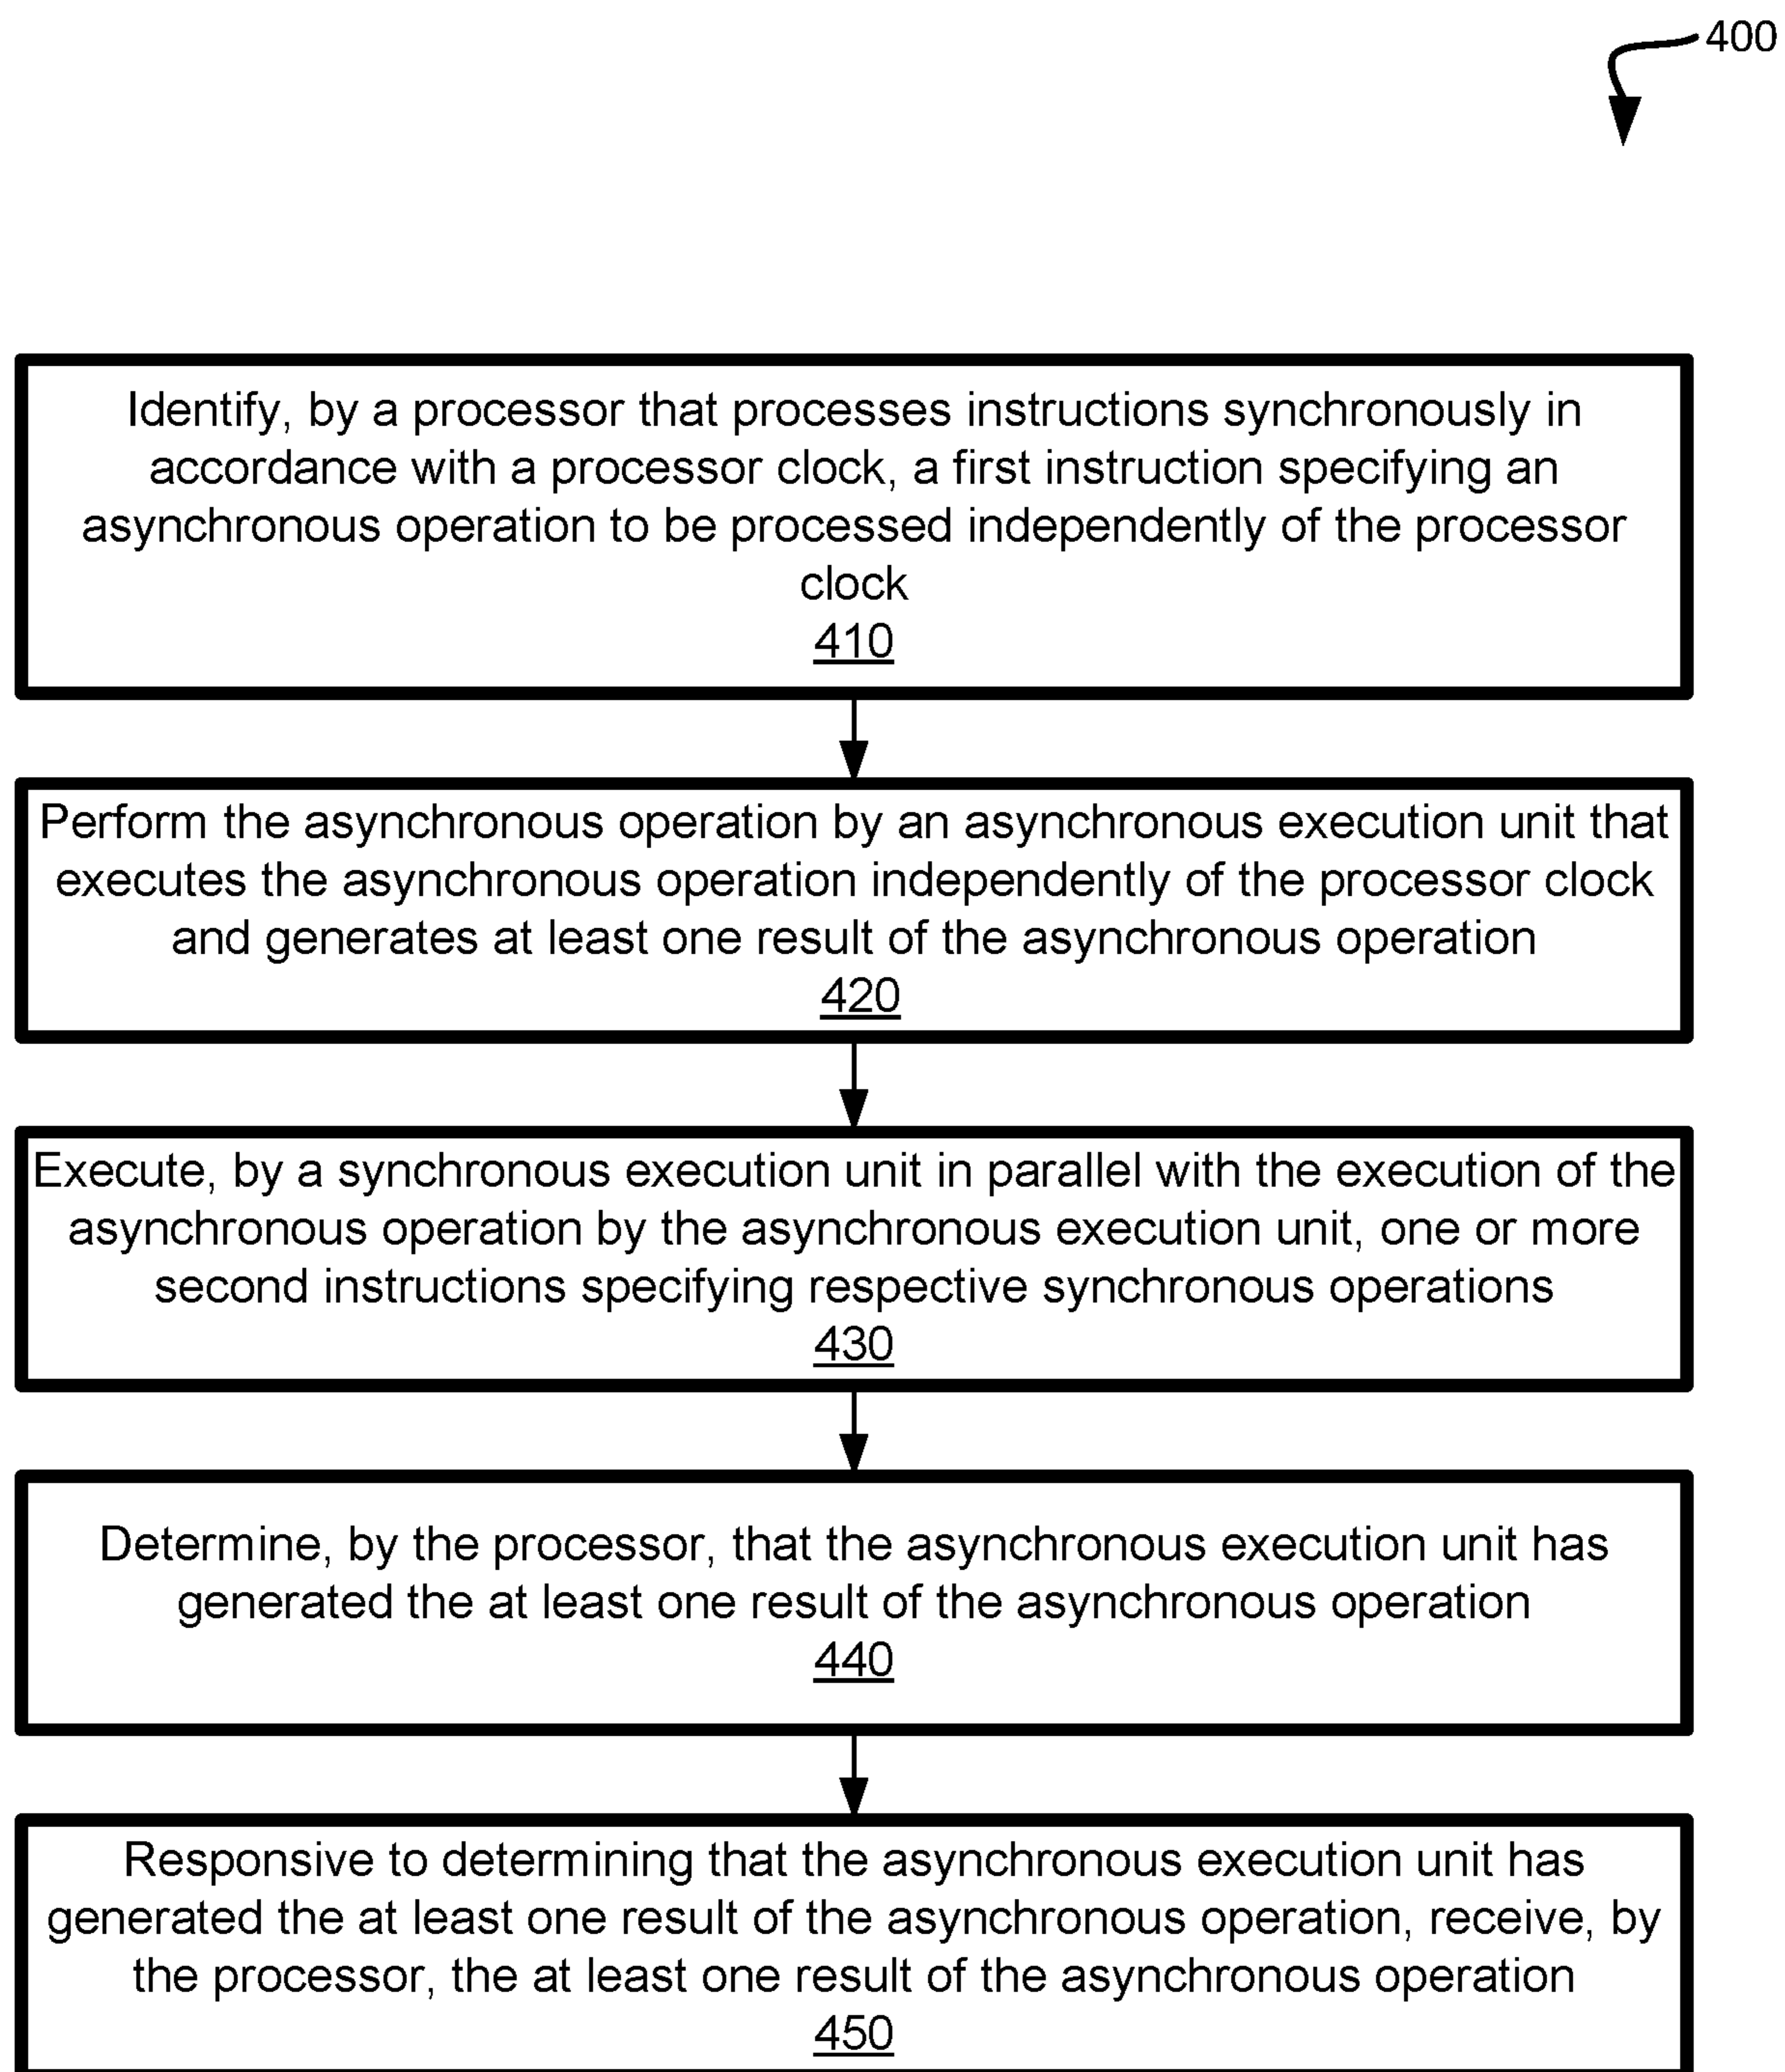 400
Identify, by a processor that processes instructions synchronously in
accordance with a processor clock, a first instruction specifying an
asynchronous operation to be processed independently of the processor
clock
410
Perform the asynchronous operation by an asynchronous execution unit that
executes the asynchronous operation independently of the processor clock
and generates at least one result of the asynchronous operation
420
Execute, by a synchronous execution unit in parallel with the execution of the
asynchronous operation by the asynchronous execution unit, one or more
second instructions specifying respective synchronous operations
430
Determine, by the processor, that the asynchronous execution unit has
generated the at least one result of the asynchronous operation
440
Responsive to determining that the asynchronous execution unit has
generated the at least one result of the asynchronous operation, receive, by
the processor, the at least one result of the asynchronous operation
450